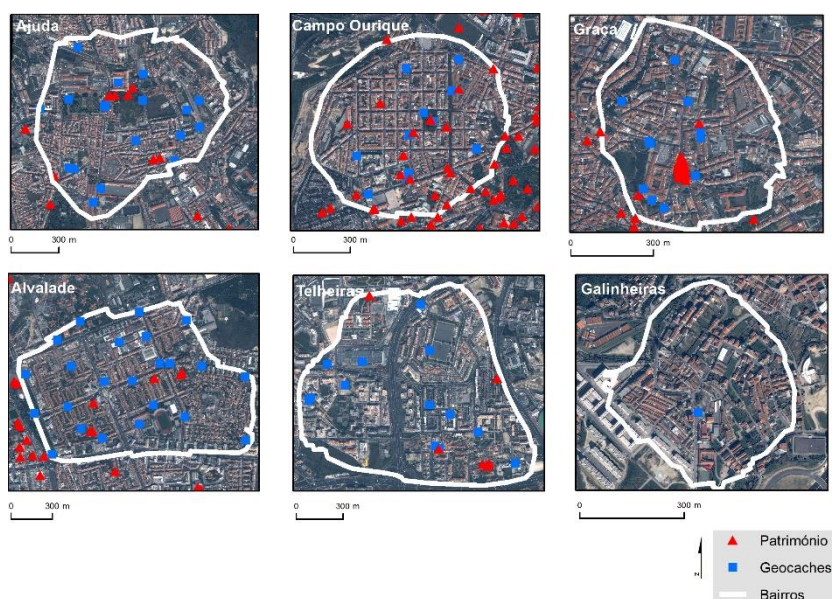 Ajuda
Campo Ourique
Graça
0 300 m
0 300 m
0 300 m
Alvalade
Telheiras
Galinheiras
0 300 m
0 300 m
0 300 m
N
Património
Geocaches
Bairros